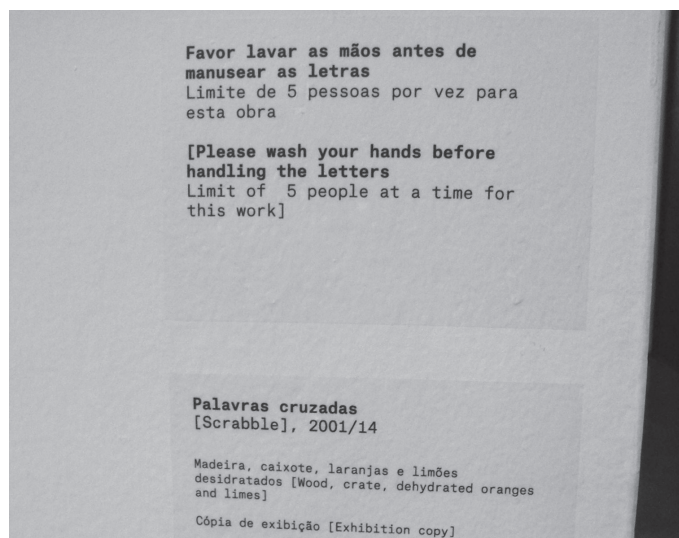 Favor lavar as mãos antes de
manusear as letras
Limite de 5 pessoas por vez para
esta obra
[Please wash your hands before
handling the letters
Limit of  5 people at a time for
this work]
Palavras cruzadas
[Scrabble], 2001/14
Madeira, caixote, laranjas e limões
desidratados [Wood, crate, dehydrated oranges
and limes]
Cópia de exibição [Exhibition copy]